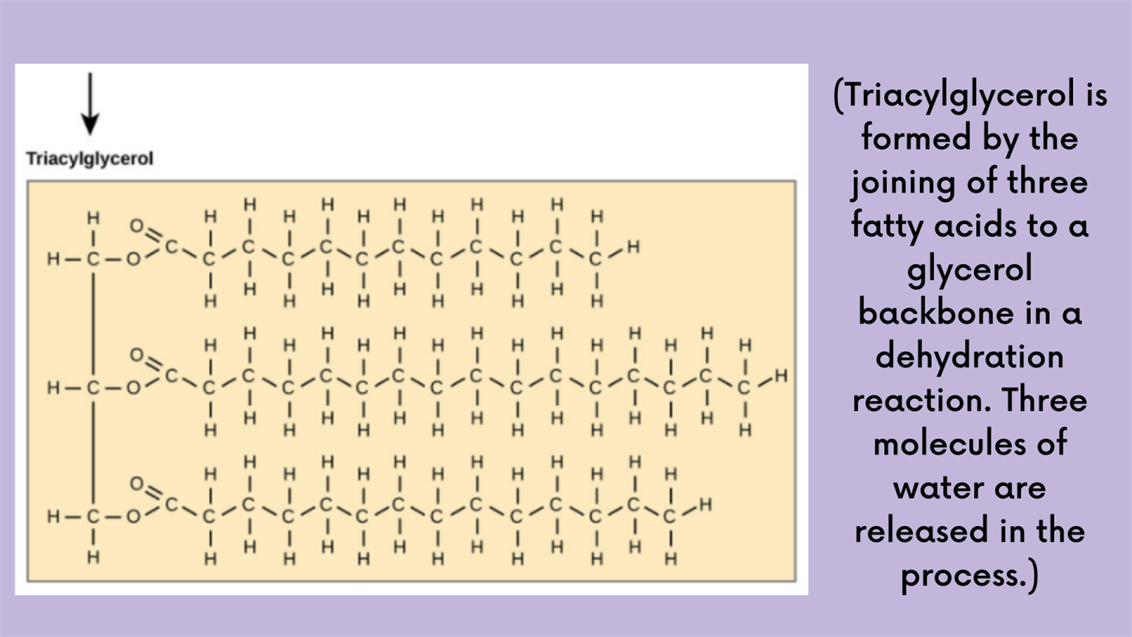 Triacylglycerol
H H H H H
H H H H H H H
O
C C C C C C H
H–C–O C C C C C C
H H H H H
H H H H H H
H H H H H H H
H H H H H H H H
O
C C C C C C C C H
H–C–O C C C C C C C C
H H H H H H H
H H H H H H H H
H H H H H H
H H H H H H H
O
C C C C C C C H
H–C–O C C C C C C C
H H H H H H
H H H H H H H H
(Triacylglycerol is
formed by the
joining of three
fatty acids to a
glycerol
backbone in a
dehydration
reaction. Three
molecules of
water are
released in the
process.)